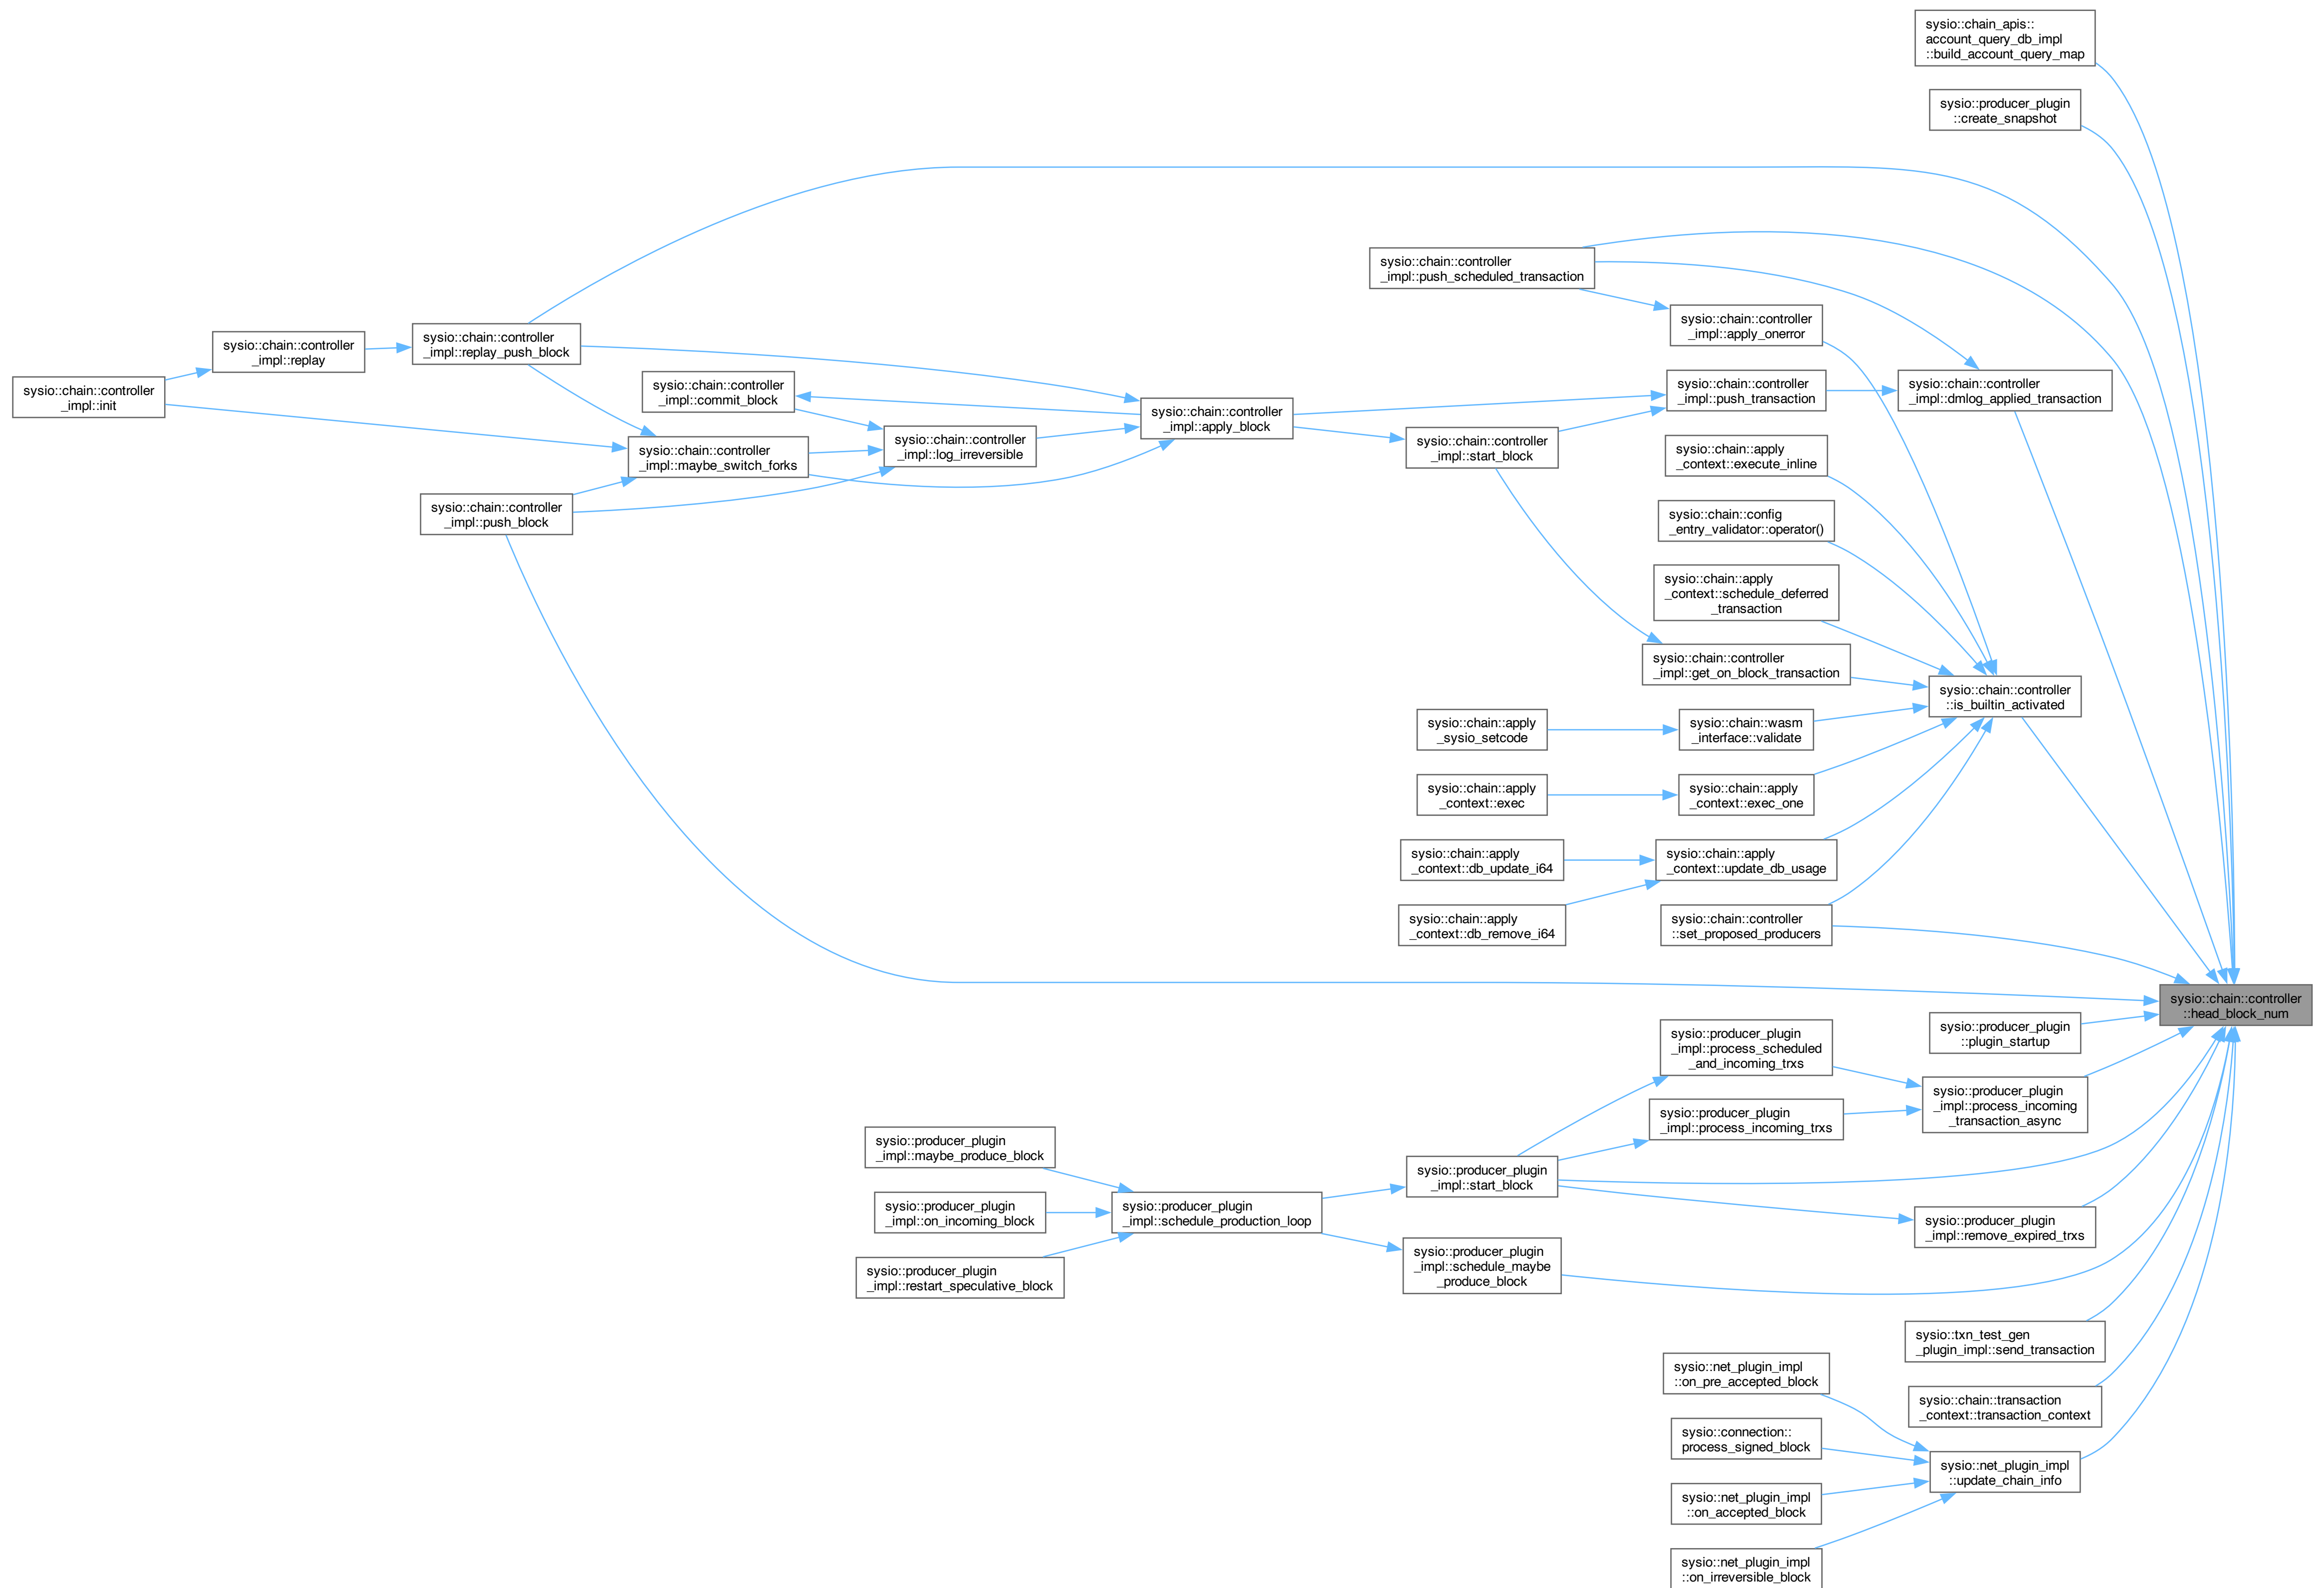 sysio::chain_apis::
account_query_db_impl
::build_account_query_map
sysio::producer_plugin
::create_snapshot
sysio::chain::controller
_impl::push_scheduled_transaction
sysio::chain::controller
_impl::apply_onerror
sysio::chain::controller
_impl::replay_push_block
sysio::chain::controller
_impl::replay
sysio::chain::controller
_impl::init
sysio::chain::controller
_impl::commit_block
sysio::chain::controller
_impl::apply_block
sysio::chain::controller
_impl::push_transaction
sysio::chain::controller
_impl::dmlog_applied_transaction
sysio::chain::controller
_impl::maybe_switch_forks
sysio::chain::controller
_impl::log_irreversible
sysio::chain::controller
_impl::start_block
sysio::chain::apply
_context::execute_inline
sysio::chain::controller
_impl::push_block
sysio::chain::config
_entry_validator::operator()
sysio::chain::apply
_context::schedule_deferred
_transaction
sysio::chain::controller
_impl::get_on_block_transaction
sysio::chain::controller
::is_builtin_activated
sysio::chain::apply
_sysio_setcode
sysio::chain::wasm
_interface::validate
sysio::chain::apply
_context::exec
sysio::chain::apply
_context::exec_one
sysio::chain::apply
_context::db_update_i64
sysio::chain::apply
_context::update_db_usage
sysio::chain::apply
_context::db_remove_i64
sysio::chain::controller
::set_proposed_producers
sysio::chain::controller
::head_block_num
sysio::producer_plugin
::plugin_startup
sysio::producer_plugin
_impl::process_scheduled
_and_incoming_trxs
sysio::producer_plugin
_impl::process_incoming
_transaction_async
sysio::producer_plugin
_impl::process_incoming_trxs
sysio::producer_plugin
_impl::maybe_produce_block
sysio::producer_plugin
_impl::start_block
sysio::producer_plugin
_impl::on_incoming_block
sysio::producer_plugin
_impl::schedule_production_loop
sysio::producer_plugin
_impl::remove_expired_trxs
sysio::producer_plugin
_impl::restart_speculative_block
sysio::producer_plugin
_impl::schedule_maybe
_produce_block
sysio::txn_test_gen
_plugin_impl::send_transaction
sysio::net_plugin_impl
::on_pre_accepted_block
sysio::chain::transaction
_context::transaction_context
sysio::connection::
process_signed_block
sysio::net_plugin_impl
::update_chain_info
sysio::net_plugin_impl
::on_accepted_block
sysio::net_plugin_impl
::on_irreversible_block